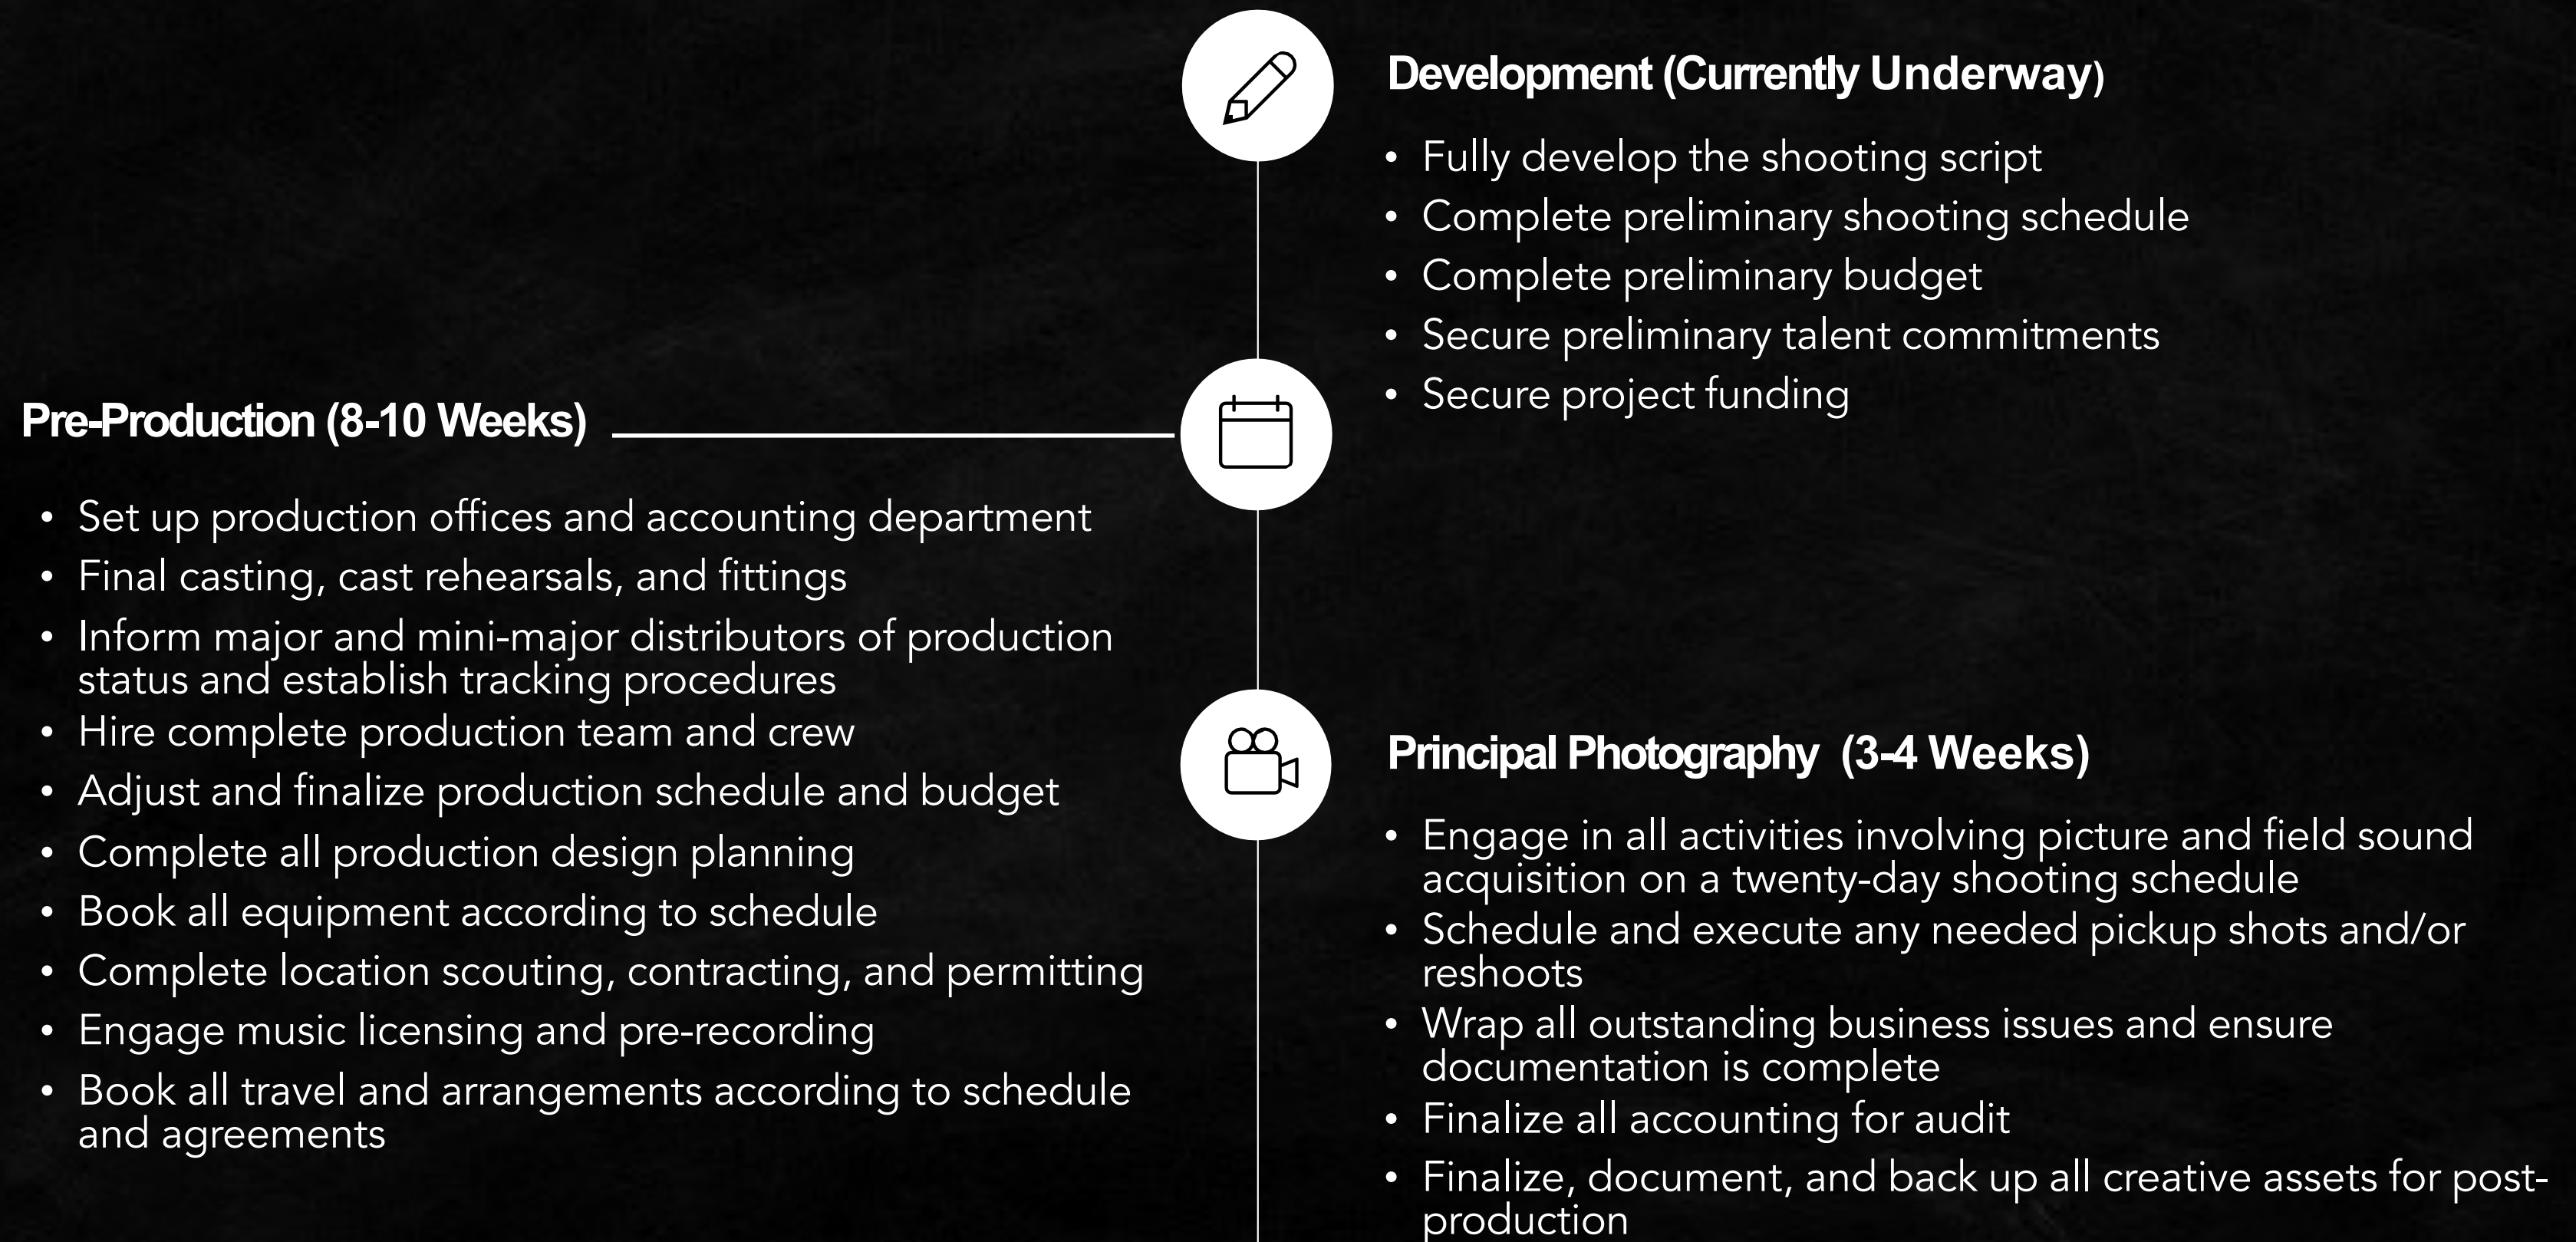 Development (Currently Underway)
• Fully develop the shooting script
• Complete preliminary shooting schedule
• Complete preliminary budget
• Secure preliminary talent commitments
• Secure project funding
Pre-Production (8-10 Weeks)
• Set up production offices and accounting department
• Final casting, cast rehearsals, and fittings
• Inform major and mini-major distributors of production
status and establish tracking procedures
• Hire complete production team and crew
• Adjust and finalize production schedule and budget
• Complete all production design planning
• Book all equipment according to schedule
• Complete location scouting, contracting, and permitting
• Engage music licensing and pre-recording
• Book all travel and arrangements according to schedule
and agreements
Principal Photography (3-4 Weeks)
• Engage in all activities involving picture and field sound
acquisition on a twenty-day shooting schedule
• Schedule and execute any needed pickup shots and/or
reshoots
• Wrap all outstanding business issues and ensure
documentation is complete
• Finalize all accounting for audit
• Finalize, document, and back up all creative assets for post-
production